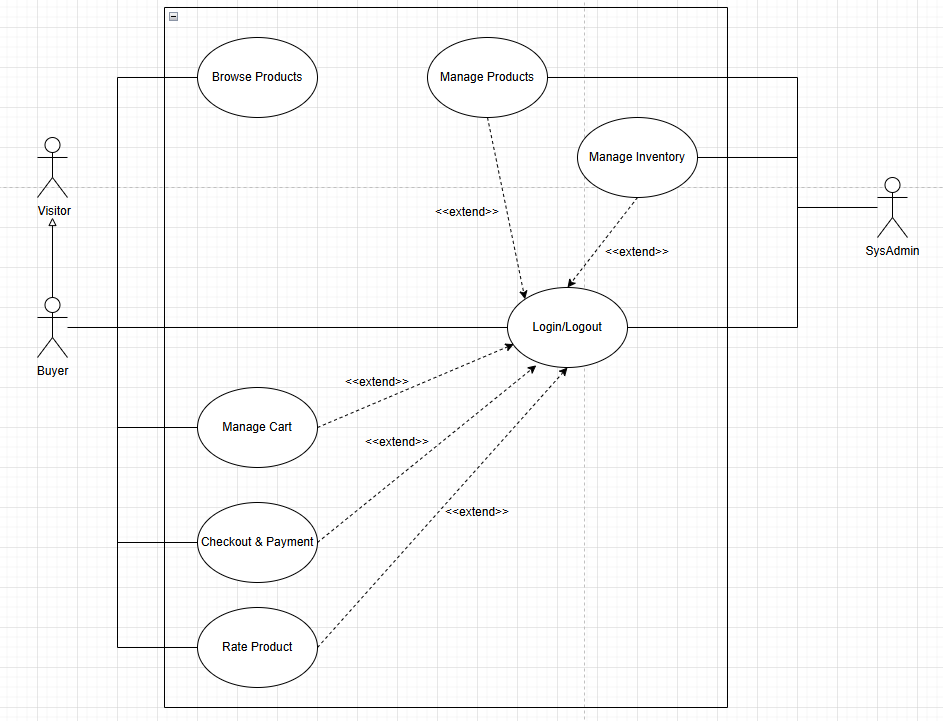 Browse Products
Manage Products
Manage Inventory
Visitor
<<extend>>
SysAdmin
<<extend>>
Login/Logout
Buyer
<<extend>>
Manage Cart
<<extend>>
<<extend>>
Checkout & Payment
Rate Product